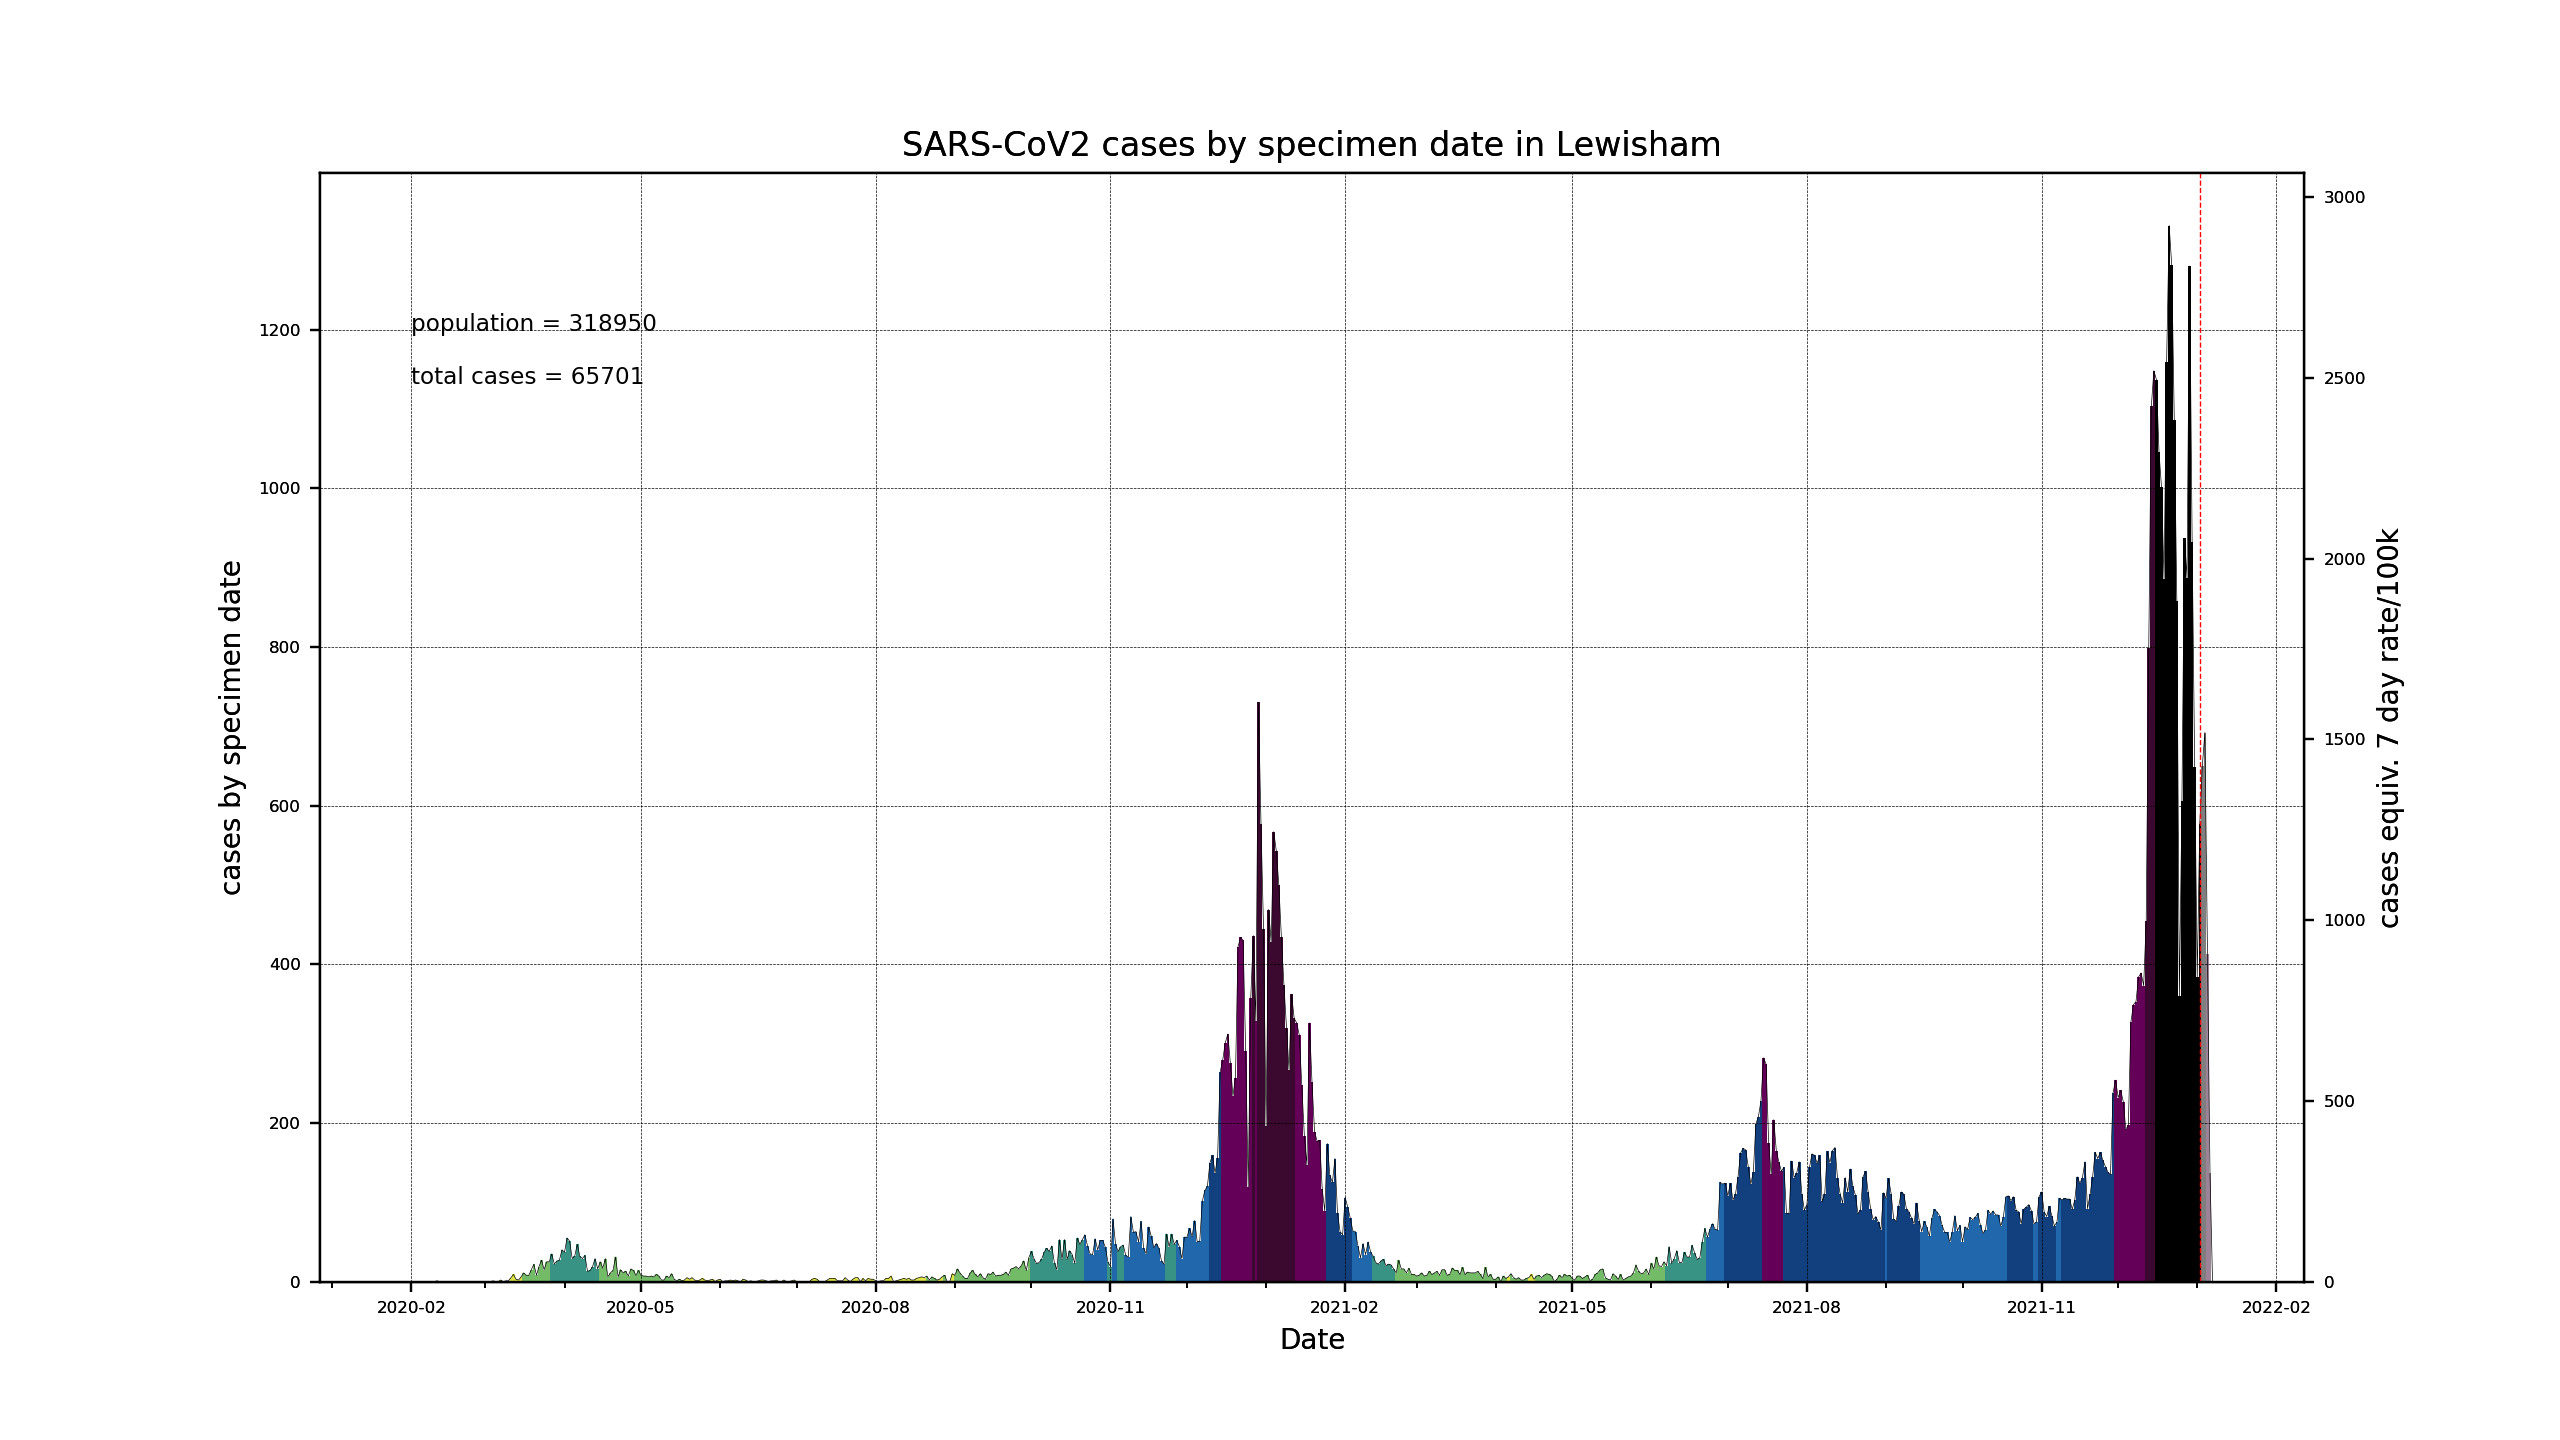 SARS-CoV2 cases by specimen date in Lewisham
population = 318950
total cases = 65701
cases by specimen date
1200
1000
800
600
400
200
0
3000
2500
2000
1500
1000
500
0
cases equiv. 7 day rate/100k
2020-02 2020-05 2020-08 2020-11 2021-02 2021-05 2021-08 2021-11 2022-02
Date